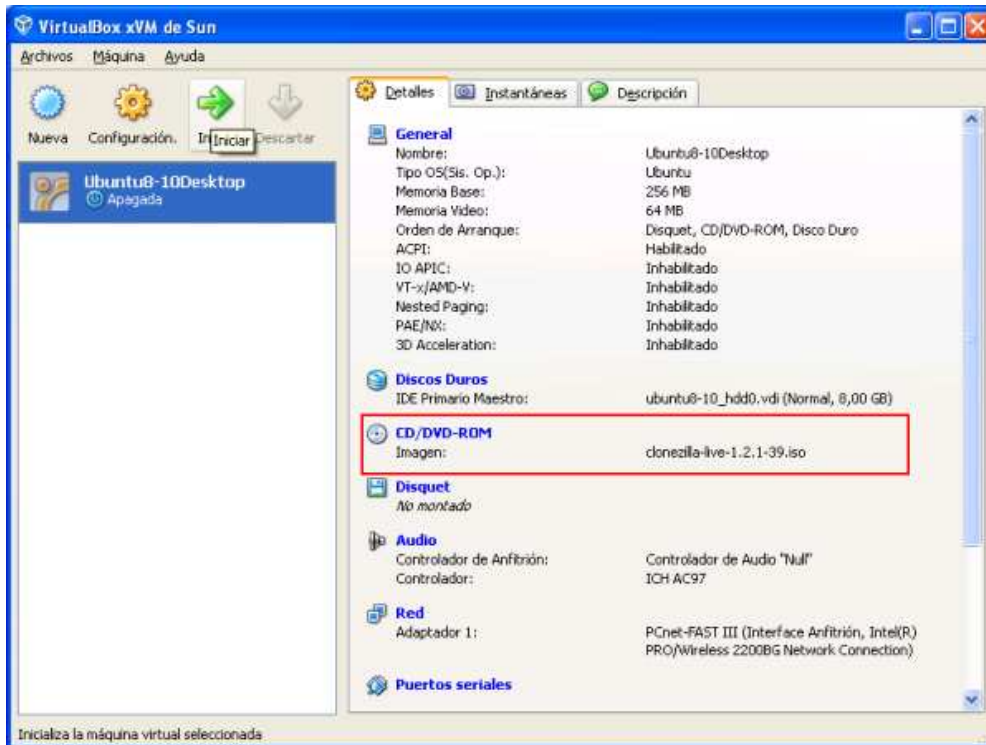 VirtualBox xVM de Sun
Archivos Máquina Ayuda
Nueva Configuración. Ini Iniciar Descartar
Ubuntu8-10Desktop
Apagada
Detalles Instantáneas Descripción
General
Nombre: Ubuntu8-10Desktop
Tipo OS(Sis. Op.): Ubuntu
Memoria Base: 256 MB
Memoria Video: 64 MB
Orden de Arranque: Disquet, CD/DVD-ROM, Disco Duro
ACPI: Habilitado
IO APIC: Inhabilitado
VT-x/AMD-V: Inhabilitado
Nested Paging: Inhabilitado
PAE/NX: Inhabilitado
3D Acceleration: Inhabilitado
Discos Duros
IDE Primario Maestro: ubuntu8-10_hdd0.vdi (Normal, 8,00 GB)
CD/DVD-ROM
Imagen: clonezilla-live-1.2.1-39.iso
Disquet
No montado
Audio
Controlador de Anfitrión: Controlador de Audio "Null"
Controlador: ICH AC97
Red
Adaptador 1: PCnet-FAST III (Interface Anfitrión, Intel(R)
PRO/Wireless 2200BG Network Connection)
Puertos seriales
Inicializa la máquina virtual seleccionada